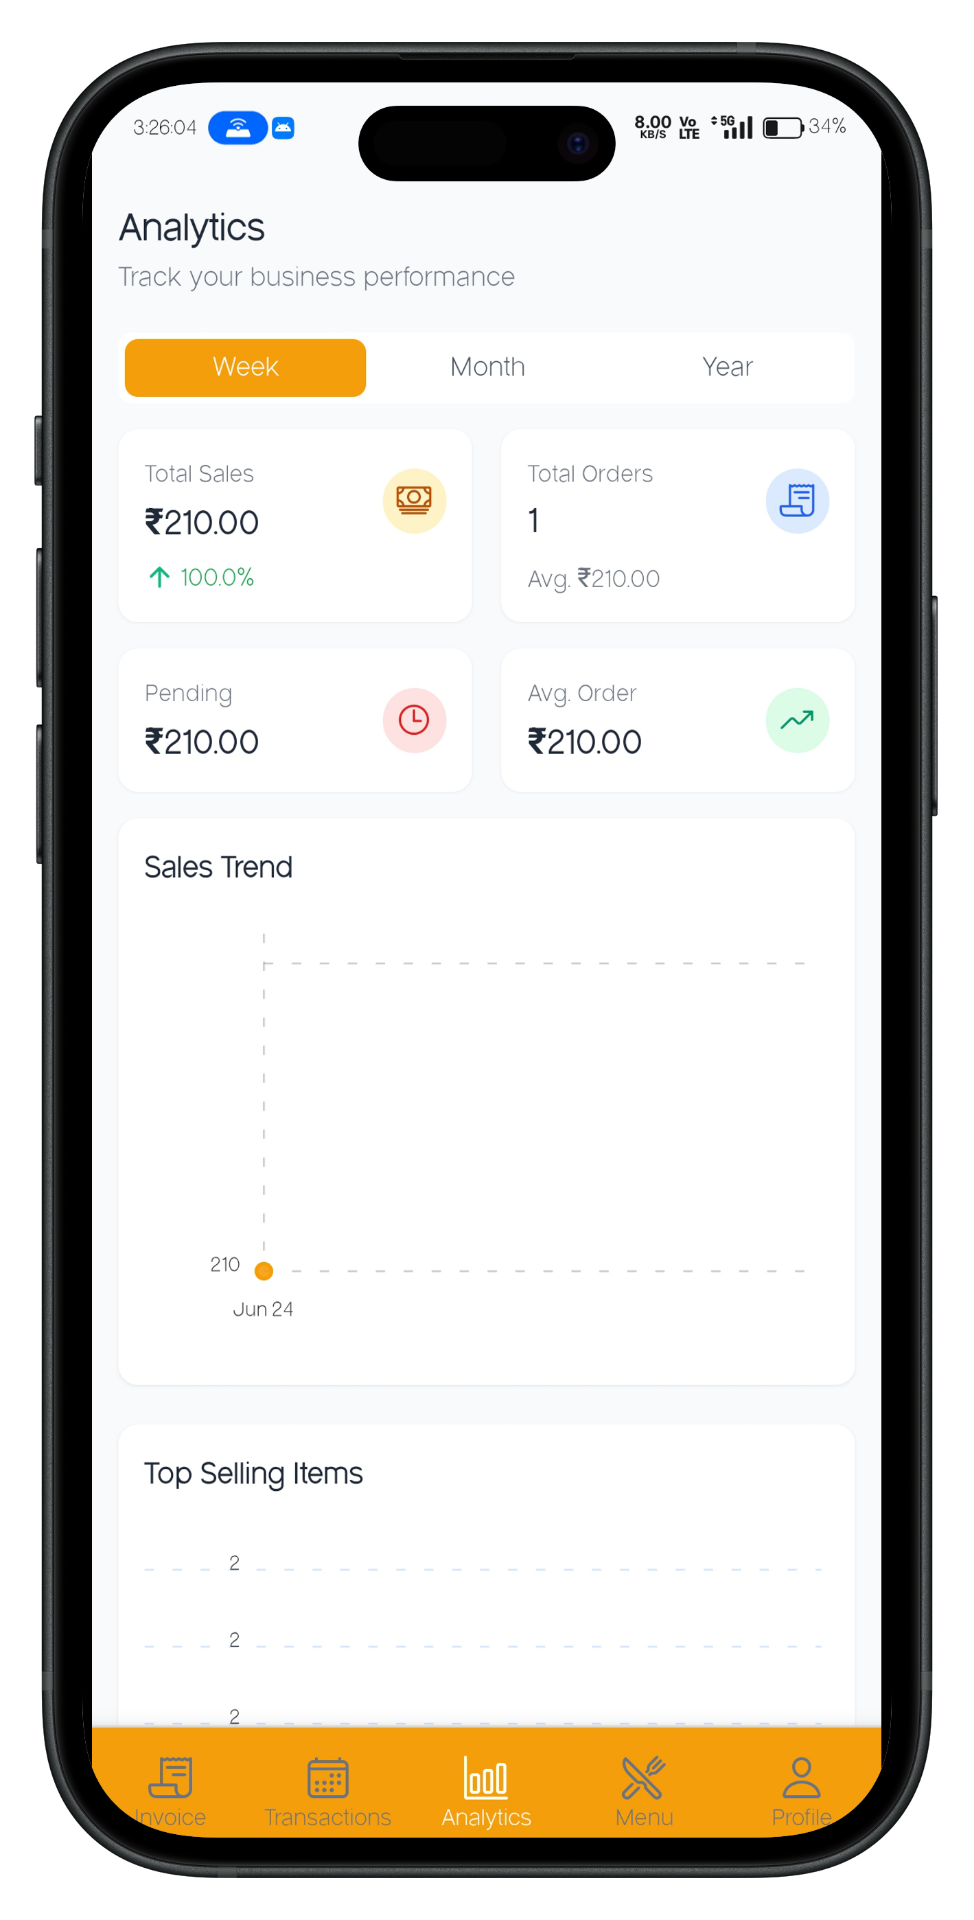 3:26:04
8.00 KB/S Vo LTE 5G 34%
Analytics
Track your business performance
Week Month Year
Total Sales
₹210.00
100.0%
Total Orders
1
Avg. ₹210.00
Pending
₹210.00
Avg. Order
₹210.00
Sales Trend
210
Jun 24
Top Selling Items
2
2
2
Invoice Transactions Analytics Menu Profile